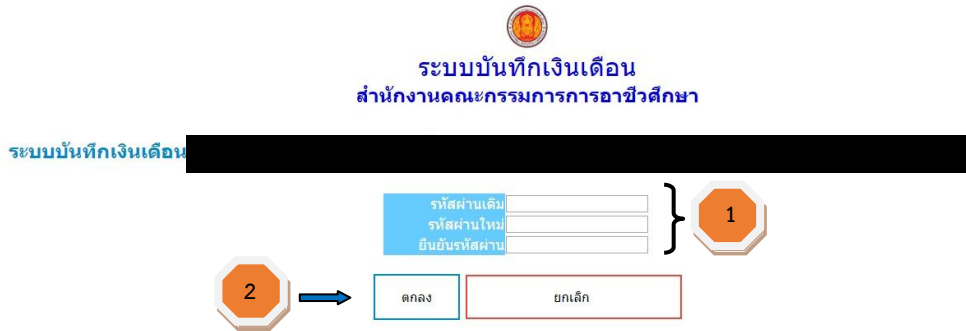 ระบบบันทึกเงินเดือน
สำนักงานคณะกรรมการการอาชีวศึกษา
ระบบบันทึกเงินเดือน
รหัสผ่านเดิม
รหัสผ่านใหม่
ยืนยันรหัสผ่าน
1
2
ตกลง
ยกเลิก